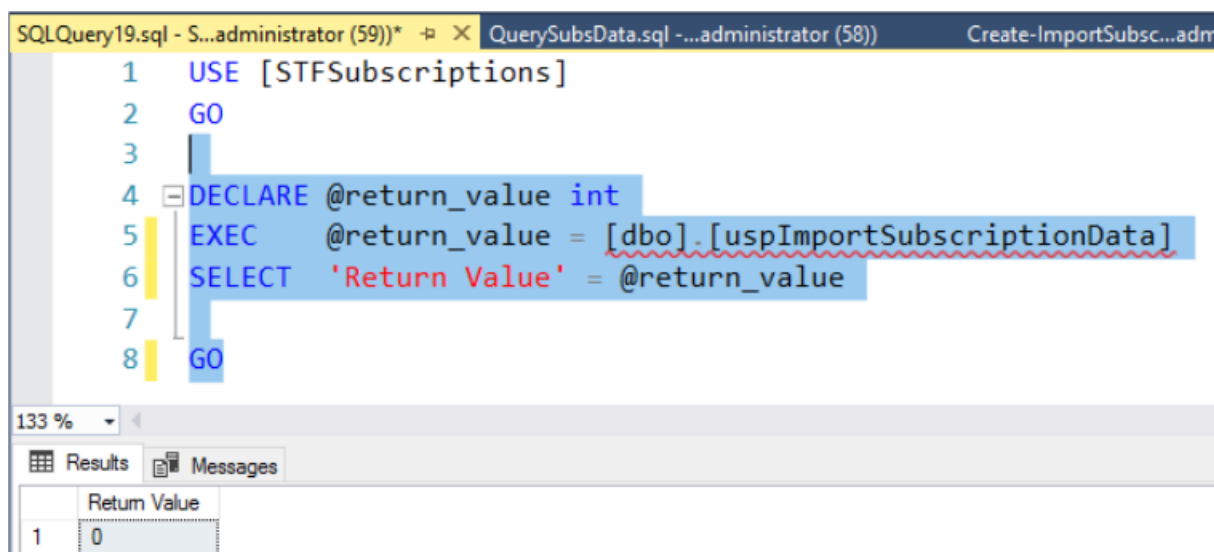 SQLQuery19.sql - S...administrator (59))* QuerySubsData.sql -...administrator (58)) Create-ImportSubsc...adm
1 USE [STFSubscriptions]
2 GO
3
4 DECLARE @return_value int
5 EXEC @return_value = [dbo].[uspImportSubscriptionData]
6 SELECT 'Return Value' = @return_value
7
8 GO
133 %
Results Messages
Return Value
1 0